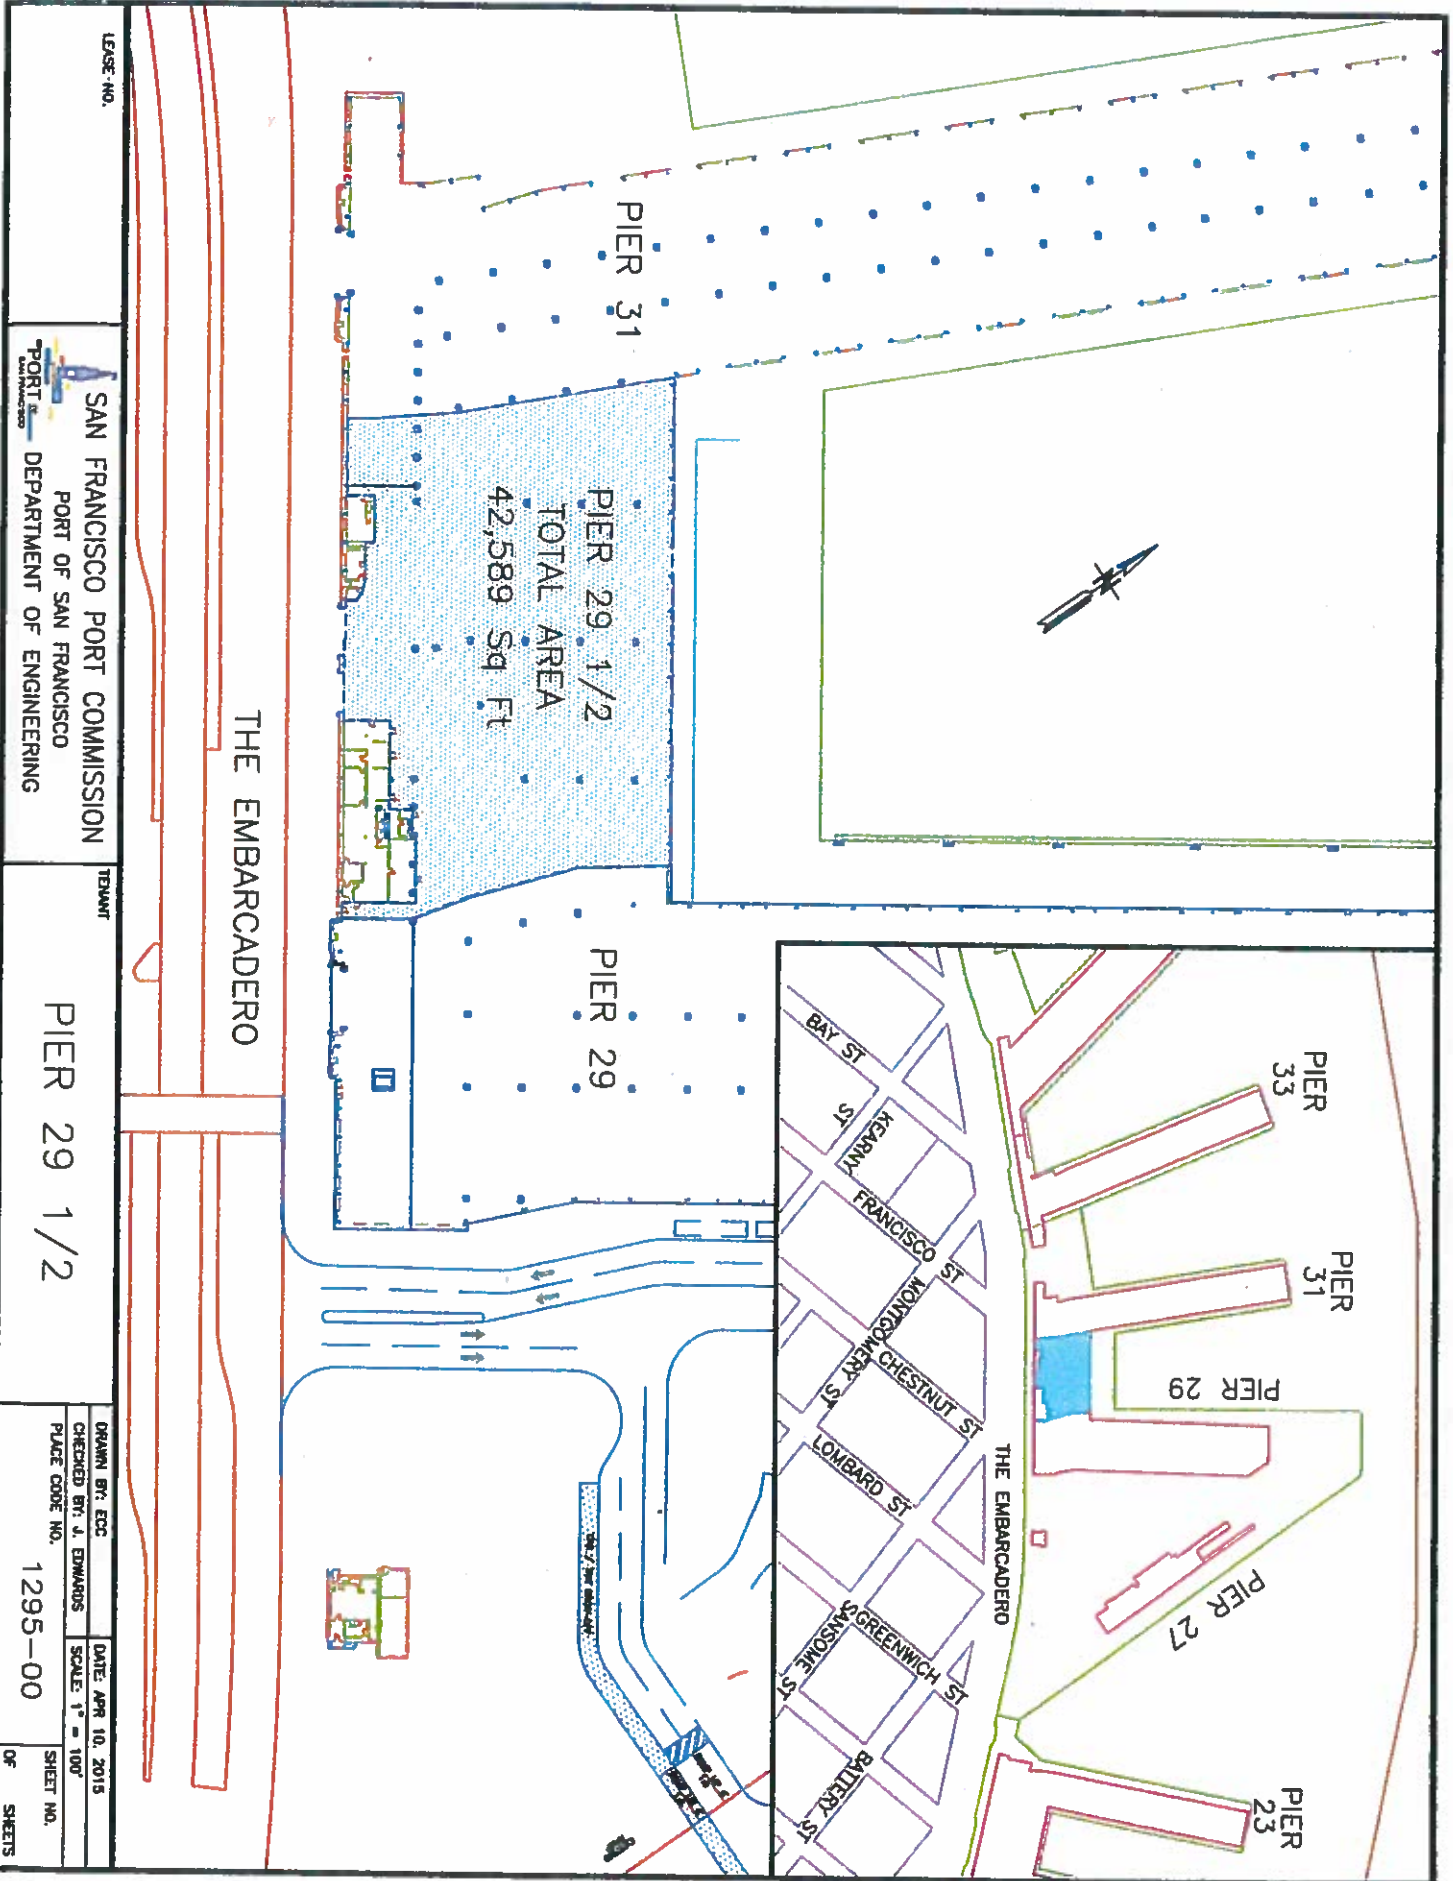 PIER 31
PIER 29 1/2
TOTAL AREA
42,589 Sq Ft
PIER 29
THE EMBARCADERO
PIER
33
PIER
31
PIER 29
PIER 27
PIER
23
THE EMBARCADERO
BAY ST
KEARNY
ST
FRANCISCO ST
MONTGOMERY ST
CHESTNUT ST
LOMBARD ST
GREENWICH ST
SANSOME ST
BATTERY ST
LEASE NO.
PORT OF
SAN FRANCISCO
SAN FRANCISCO PORT COMMISSION
PORT OF SAN FRANCISCO
DEPARTMENT OF ENGINEERING
TENANT
PIER 29 1/2
DRAWN BY: ECC
DATE: APR 10, 2015
CHECKED BY: J. EDWARDS
SCALE: 1" = 100'
PLACE CODE NO.
1295-00
SHEET NO.
OF SHEETS